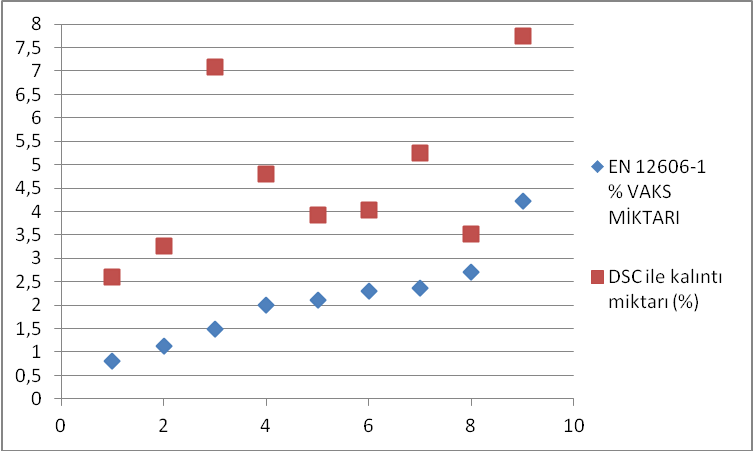 8
7,5
7
6,5
6
5,5
5
4,5
4
3,5
3
2,5
2
1,5
1
0,5
0
0 2 4 6 8 10
EN 12606-1
% VAKS
MİKTARI
DSC ile kalıntı
miktarı (%)